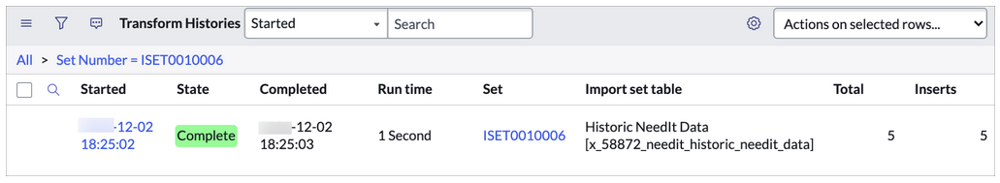 Transform Histories Started Search Actions on selected rows...
All > Set Number = ISET0010006
Started State Completed Run time Set Import set table Total Inserts
-12-02 -12-02 Historic NeedIt Data
Complete 1 Second ISET0010006 5 5
18:25:02 18:25:03 [x_58872_needit_historic_needit_data]